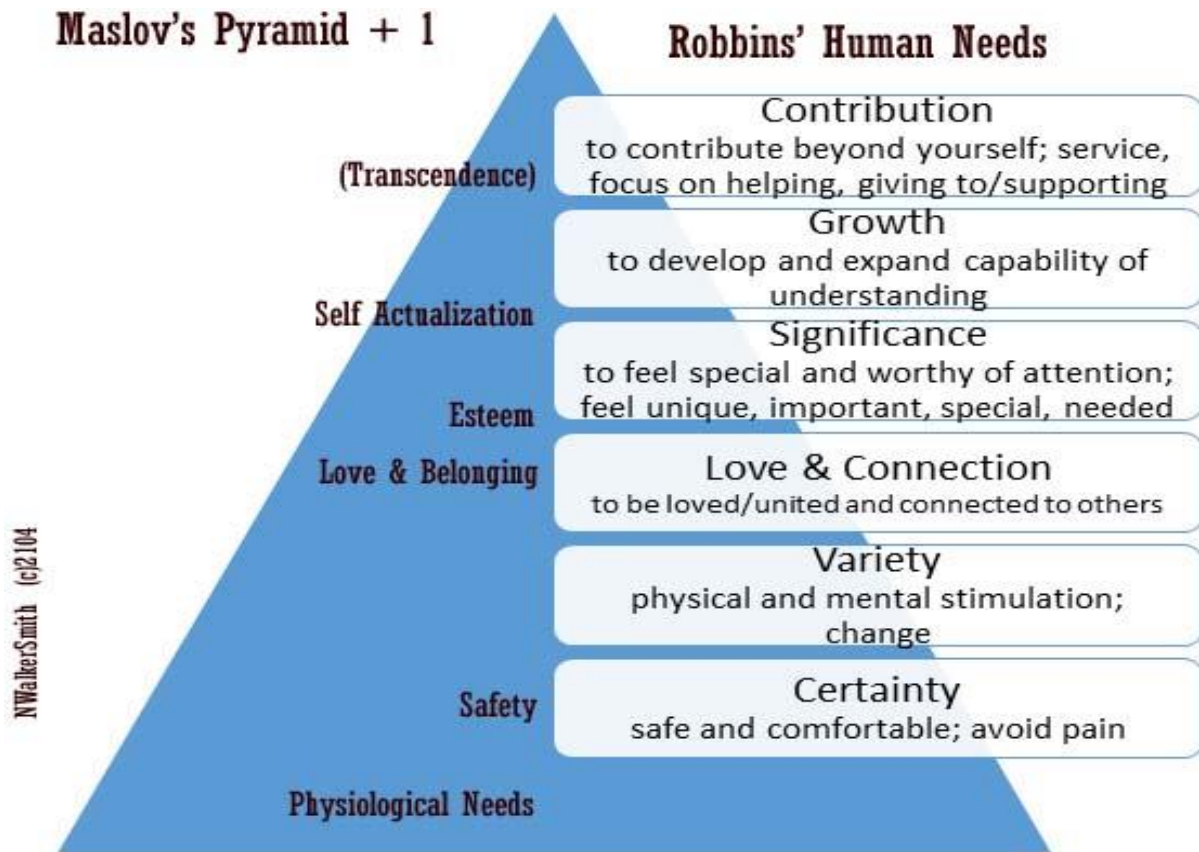 Maslov's Pyramid + 1
Robbins' Human Needs
(Transcendence)
Self Actualization
Esteem
Love & Belonging
Safety
Physiological Needs
Contribution
to contribute beyond yourself; service,
focus on helping, giving to/supporting
Growth
to develop and expand capability of
understanding
Significance
to feel special and worthy of attention;
feel unique, important, special, needed
Love & Connection
to be loved/united and connected to others
Variety
physical and mental stimulation;
change
Certainty
safe and comfortable; avoid pain
NWalkerSmith (c)2104